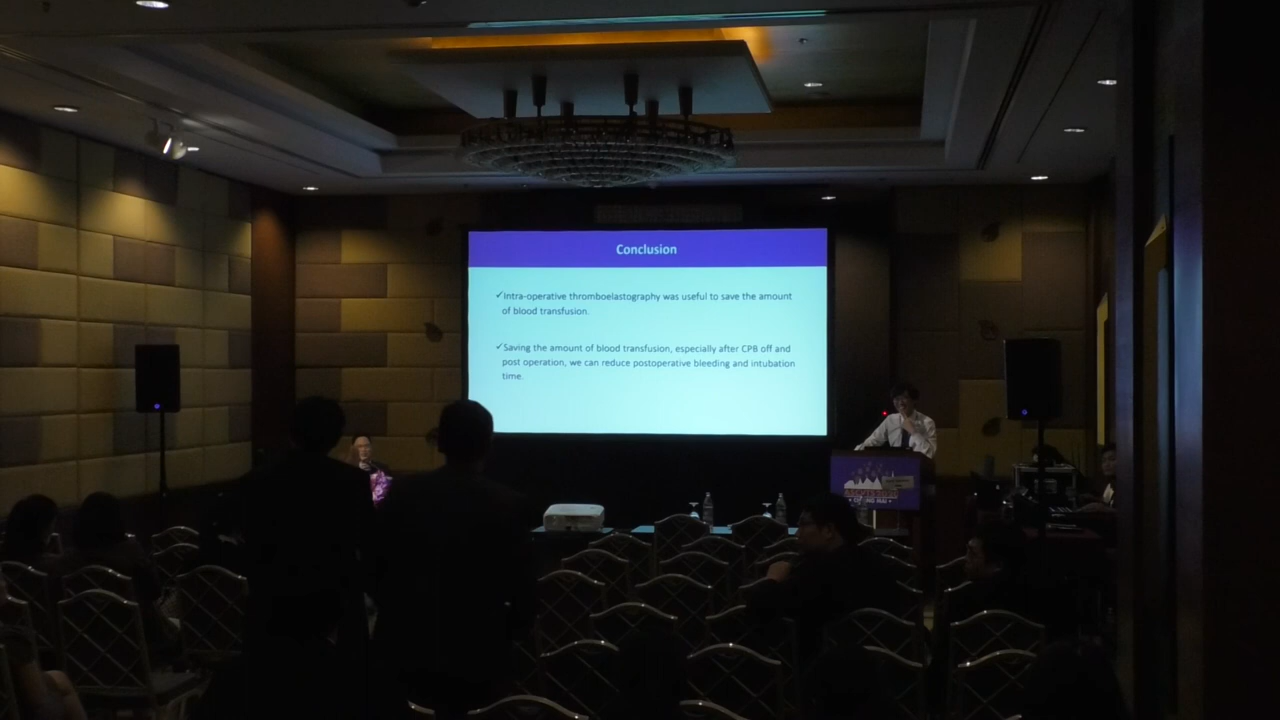 Conclusion
✓Intra-operative thromboelastography was useful to save the amount
of blood transfusion.
✓Saving the amount of blood transfusion, especially after CPB off and
post operation, we can reduce postoperative bleeding and intubation
time.